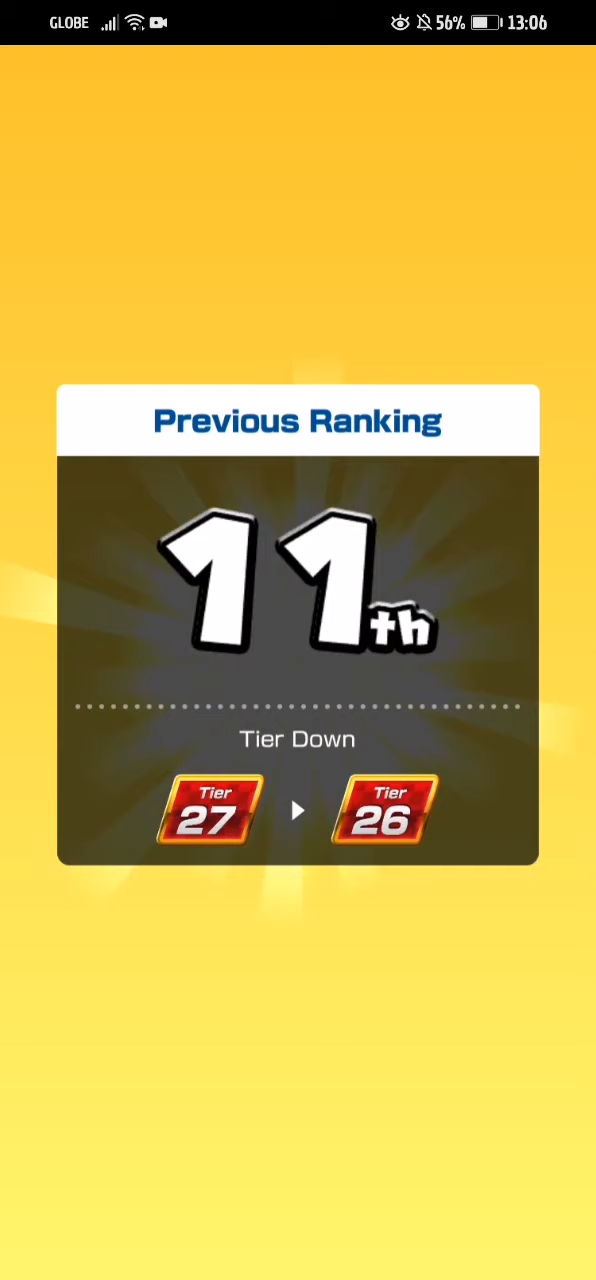 GLOBE 56% 13:06
Previous Ranking
11th
Tier Down
Tier Tier
27 26